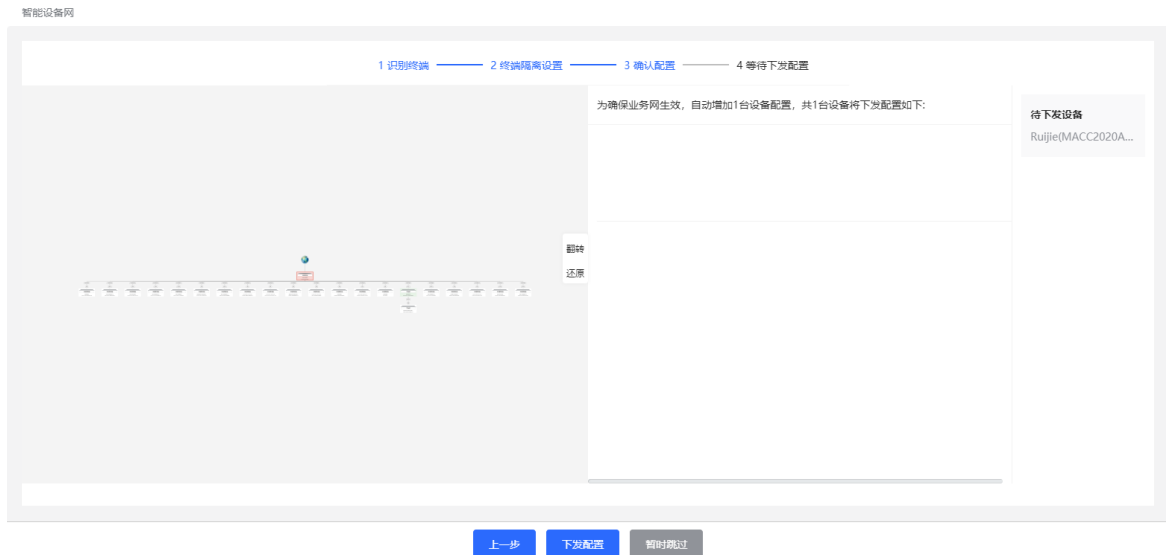 智能设备网
1 识别终端 2 终端隔离设置 3 确认配置 4 等待下发配置
为确保业务网生效，自动增加1台设备配置，共1台设备将下发配置如下:
待下发设备
Ruijie(MACC2020A...
翻转
还原
上一步 下发配置 暂时跳过